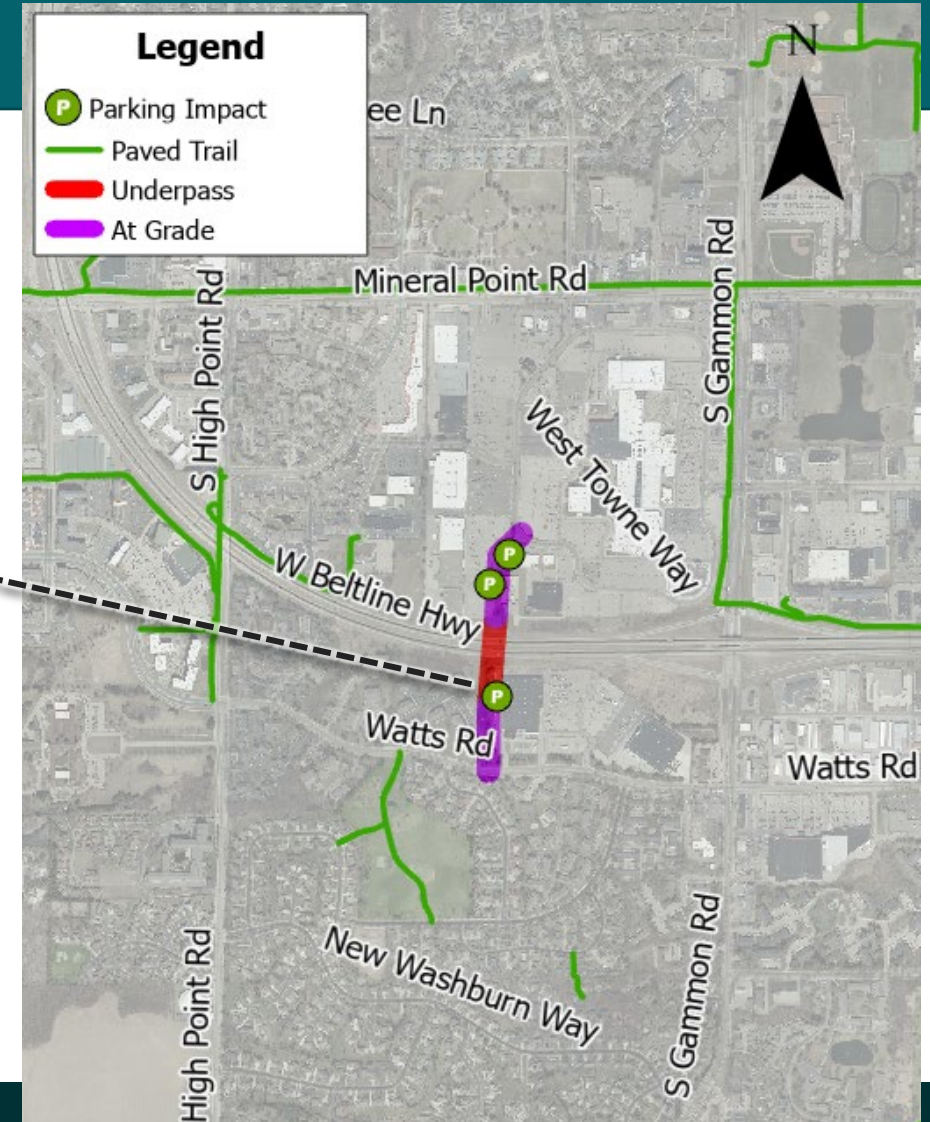 Legend
P Parking Impact
Paved Trail
Underpass
At Grade
ee Ln
N
Mineral Point Rd
S High Point Rd
S Gammon Rd
West Towne Way
W Beltline Hwy
P
P
P
Watts Rd
Watts Rd
New Washburn Way
High Point Rd
S Gammon Rd